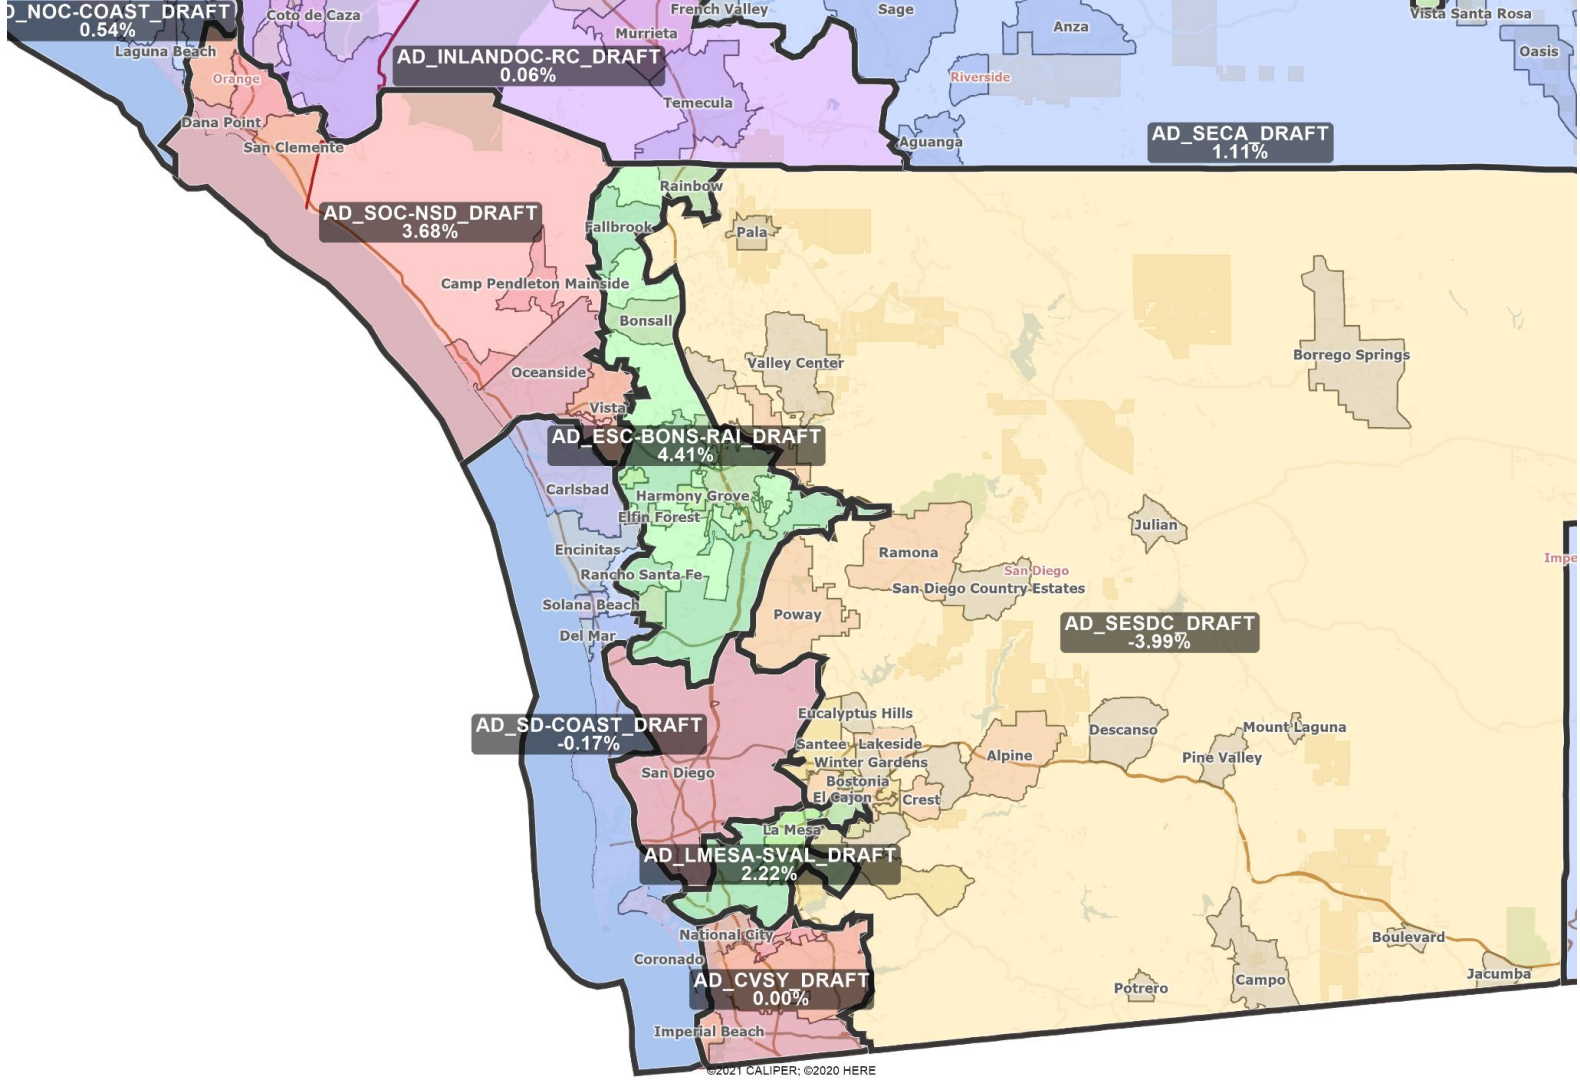 D_NOC-COAST_DRAFT
0.54%
Coto de Caza
French Valley
Sage
Vista Santa Rosa
Laguna Beach
Murrieta
Anza
Oasis
AD_INLANDOC-RC_DRAFT
0.06%
Orange
Riverside
Temecula
Dana Point
San Clemente
Aguanga
AD_SECA_DRAFT
1.11%
Rainbow
AD_SOC-NSD_DRAFT
3.68%
Fallbrook
Pala
Camp Pendleton Mainside
Bonsall
Borrego Springs
Valley Center
Oceanside
Vista
AD_ESC-BONS-RAI_DRAFT
4.41%
Carlsbad
Harmony Grove
Elfin Forest
Julian
Encinitas
Ramona
Impe
Rancho Santa Fe
San Diego
San Diego Country Estates
Solana Beach
Poway
Del Mar
AD_SESDC_DRAFT
-3.99%
Eucalyptus Hills
AD_SD-COAST_DRAFT
-0.17%
Descanso
Mount Laguna
Santee
Lakeside
Alpine
Pine Valley
Winter Gardens
San Diego
Bostonia
El Cajon
Crest
La Mesa
AD_LMESA-SVAL_DRAFT
2.22%
National City
Boulevard
Coronado
Jacumba
AD_CVSY_DRAFT
0.00%
Campo
Potrero
Imperial Beach
©2021 CALIPER; ©2020 HERE